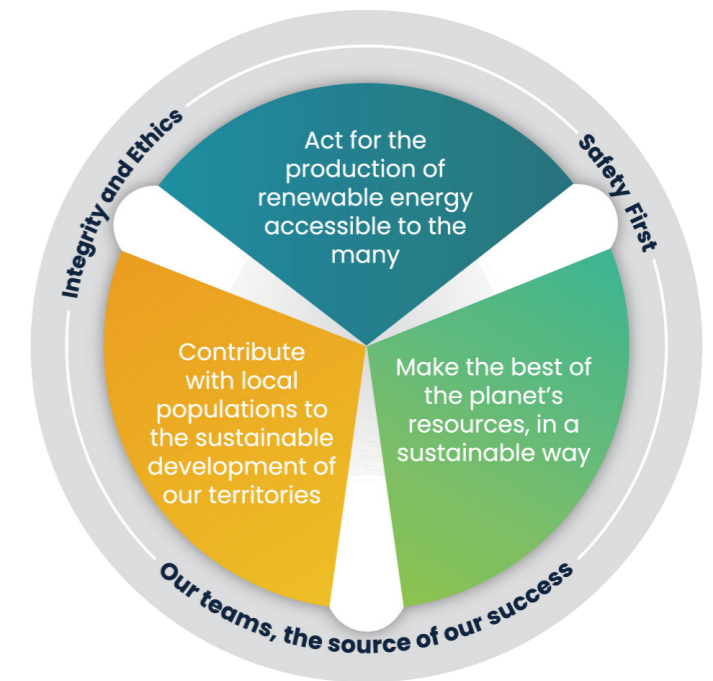 Integrity and Ethics
Safety First
Act for the
production of
renewable energy
accessible to the
many
Contribute
with local
populations to
the sustainable
development of
our territories
Make the best of
the planet’s
resources, in a
sustainable way
Our teams, the source of our success